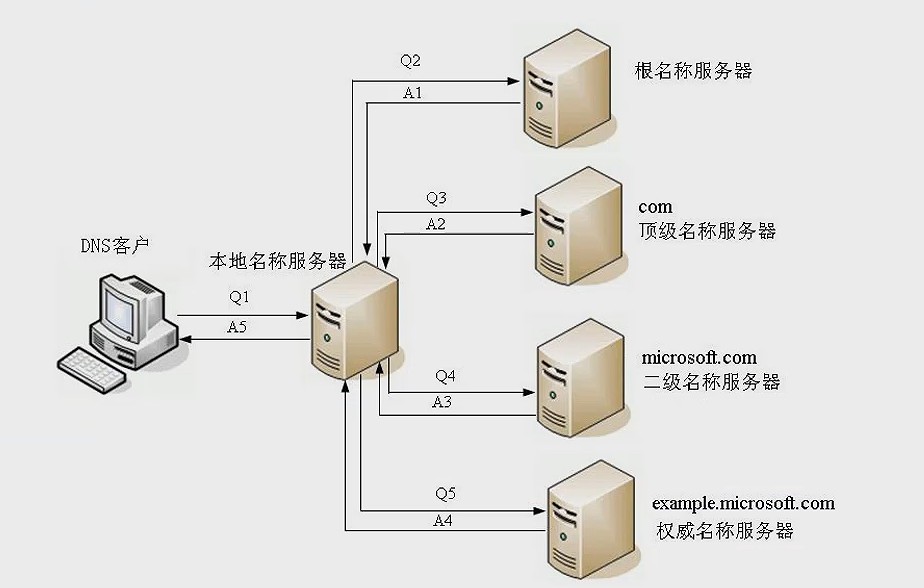 Q2
根名称服务器
A1
Q3
com
A2
顶级名称服务器
DNS客户
本地名称服务器
Q1
A5
microsoft.com
Q4
二级名称服务器
A3
Q5
example.microsoft.com
A4
权威名称服务器